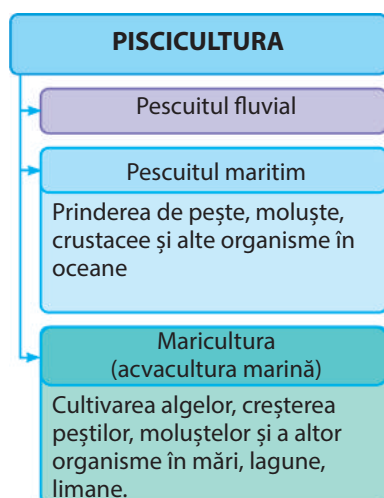 PISCICULTURA
Pescuitul fluvial
Pescuitul maritim
Prinderea de pește, moluște,
crustacee și alte organisme în
oceane
Maricultura
(acvacultura marină)
Cultivarea algelor, creșterea
peștilor, moluștelor și a altor
organisme în mări, lagune,
limane.